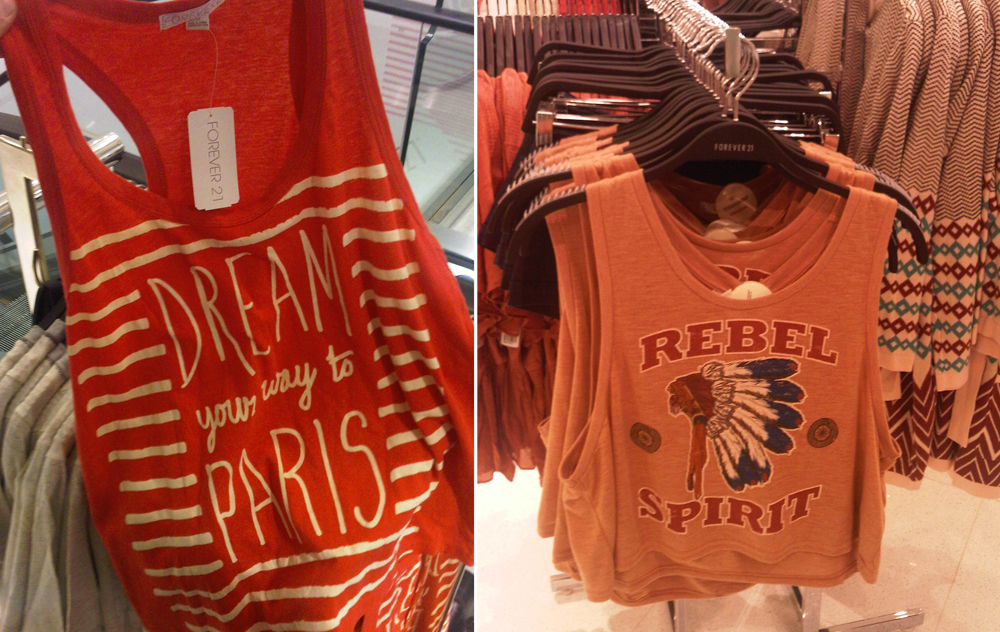 FOREVER 21
DREAM
your way to
PARIS
FOREVER 21
REBEL
SPIRIT